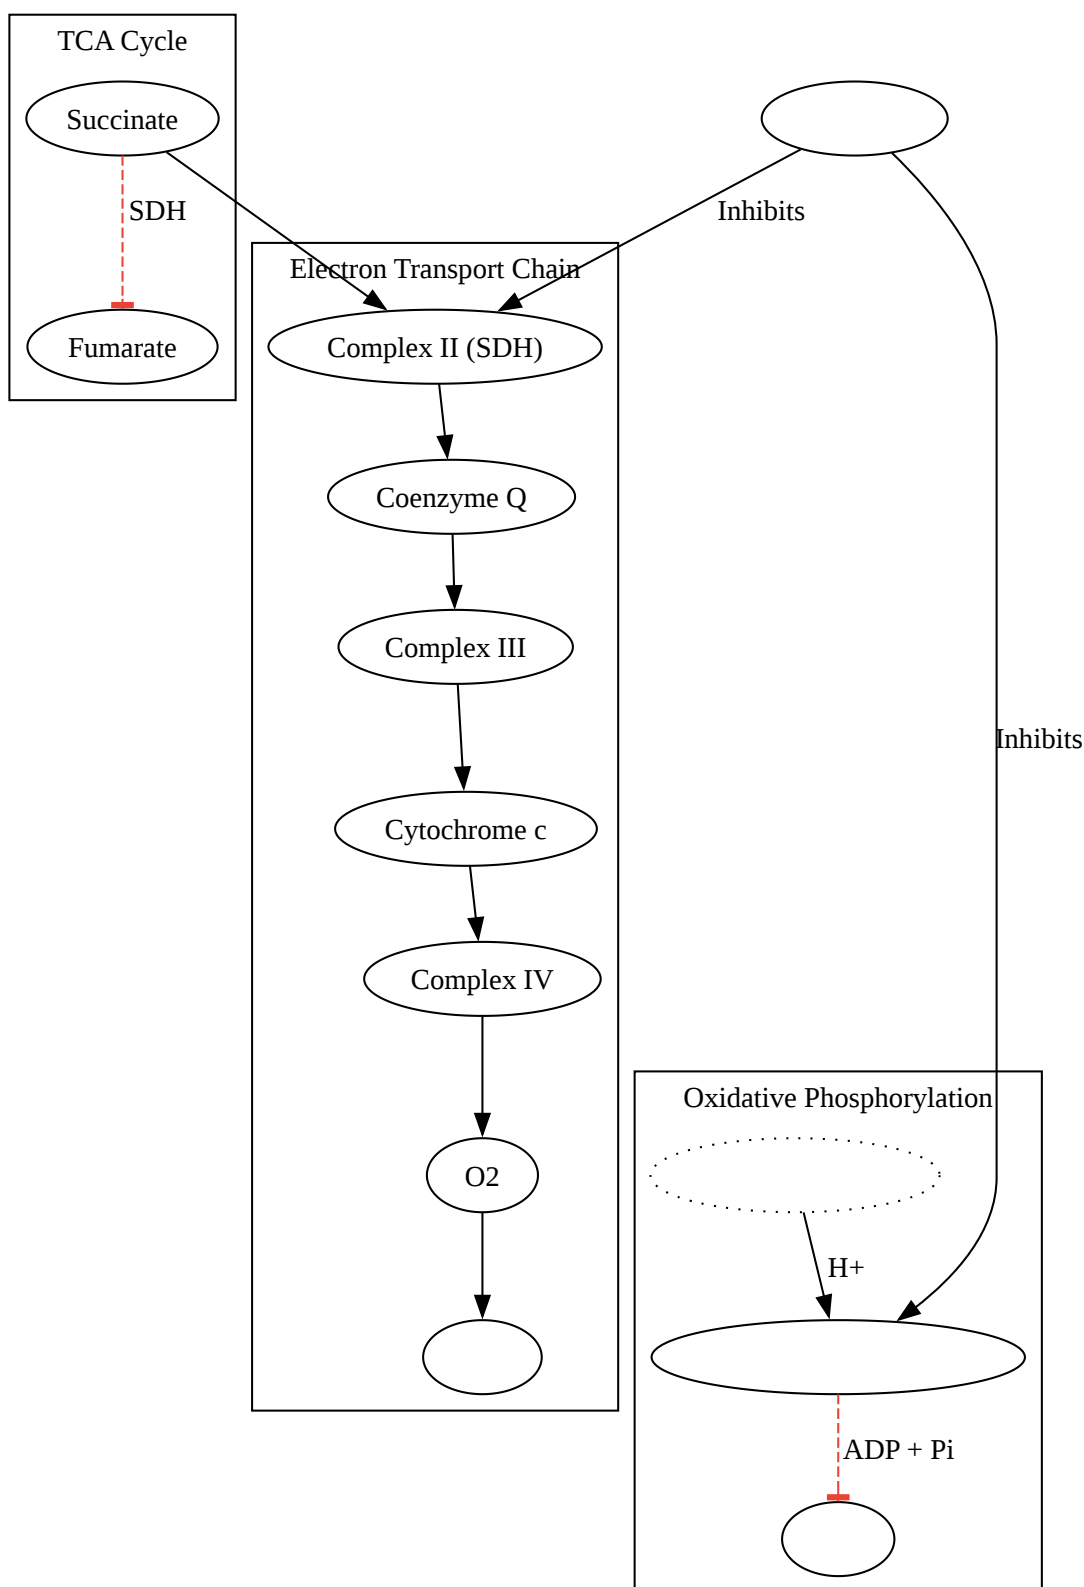 TCA Cycle
Succinate
SDH
Inhibits
Electron Transport Chain
Fumarate
Complex II (SDH)
Coenzyme Q
Complex III
Inhibits
Cytochrome c
Complex IV
Oxidative Phosphorylation
O2
H+
ADP + Pi